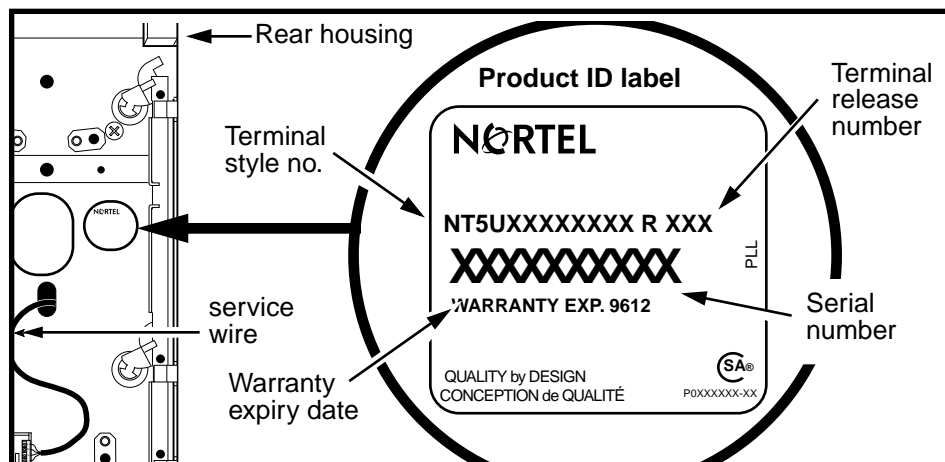 Rear housing
Product ID label
Terminal
release
number
Terminal
style no.
NORTEL
NORTEL
NT5UXXXXXXXX R XXX
XXXXXXXXXX
PLL
WARRANTY EXP. 9612
service
wire
Serial
number
Warranty
expiry date
QUALITY by DESIGN
CONCEPTION de QUALITÉ
SA®
P0XXXXXX-XX